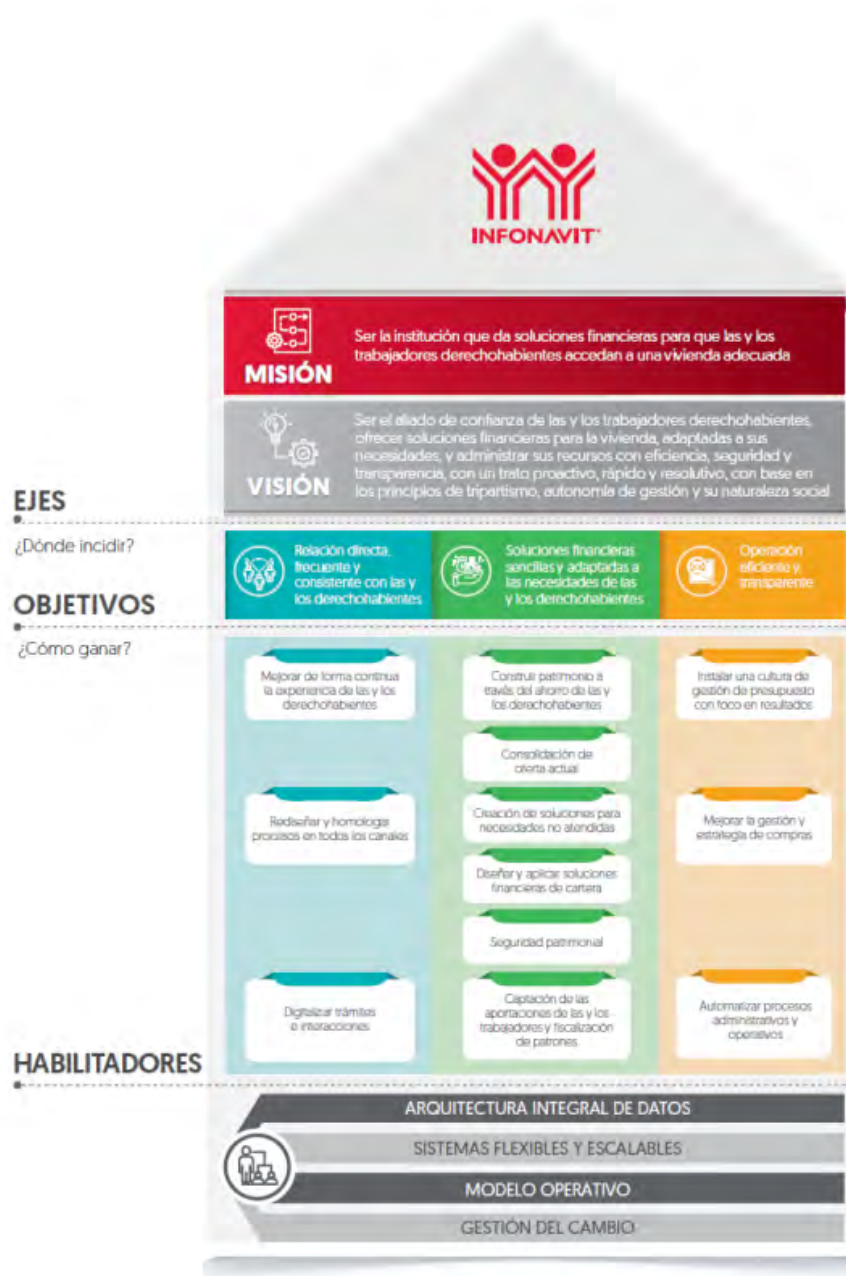 INFONAVIT
MISIÓN
Ser la institución que da soluciones financieras para que las y los
trabajadores derechohabientes accedan a una vivienda adecuada
VISIÓN
Ser el aliado de confianza de las y los trabajadores derechohabientes,
ofrecer soluciones financieras para la vivienda, adaptadas a sus
necesidades, y administrar sus recursos con eficiencia, seguridad y
transparencia, con un trato proactivo, rápido y resolutivo, con base en
los principios de tripartismo, autonomía de gestión y su naturaleza social
EJES
¿Dónde incidir?
Relación directa,
frecuente y
consistente con las y
los derechohabientes
Soluciones financieras
sencillas y adaptadas a
las necesidades de las
y los derechohabientes
Operación
eficiente y
transparente
OBJETIVOS
¿Cómo ganar?
Mejorar de forma continua
la experiencia de las y los
derechohabientes
Rediseñar y homologar
procesos en todos los canales
Digitalizar trámites
e interacciones
Construir patrimonio a
través del ahorro de las y
los derechohabientes
Consolidación de
oferta actual
Creación de soluciones para
necesidades no atendidas
Diseñar y aplicar soluciones
financieras de cartera
Seguridad patrimonial
Captación de las
aportaciones de las y los
trabajadores y fiscalización
de patrones
Instalar una cultura de
gestión de presupuesto
con foco en resultados
Mejorar la gestión y
estrategia de compras
Automatizar procesos
administrativos y
operativos
HABILITADORES
ARQUITECTURA INTEGRAL DE DATOS
SISTEMAS FLEXIBLES Y ESCALABLES
MODELO OPERATIVO
GESTIÓN DEL CAMBIO